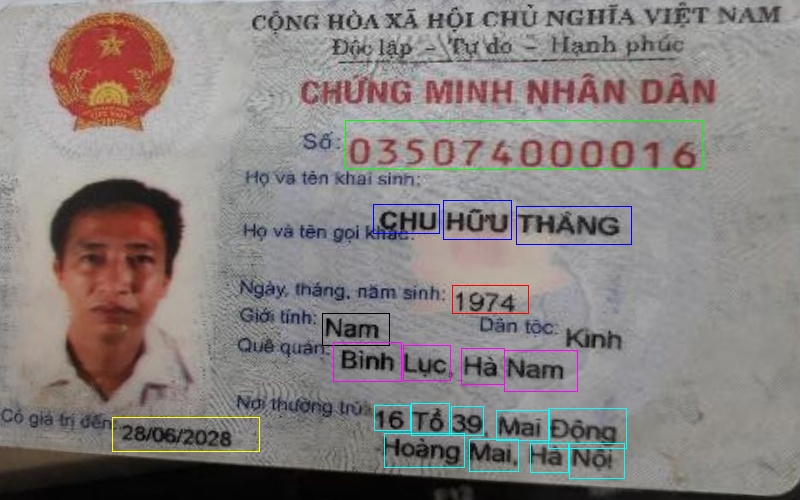 CỘNG HÒA XÃ HỘI CHỦ NGHĨA VIỆT NAM
Độc lập - Tự do - Hạnh phúc
CHỨNG MINH NHÂN DÂN
Số: 035074000016
Họ và tên khai sinh:
CHU HỮU THẮNG
Họ và tên gọi khác:
Ngày, tháng, năm sinh: 1974
Giới tính: Nam Dân tộc: Kinh
Quê quán: Bình Lục, Hà Nam
Nơi thường trú: 16 Tổ 39, Mai Động
Hoàng Mai, Hà Nội
Có giá trị đến: 28/06/2028